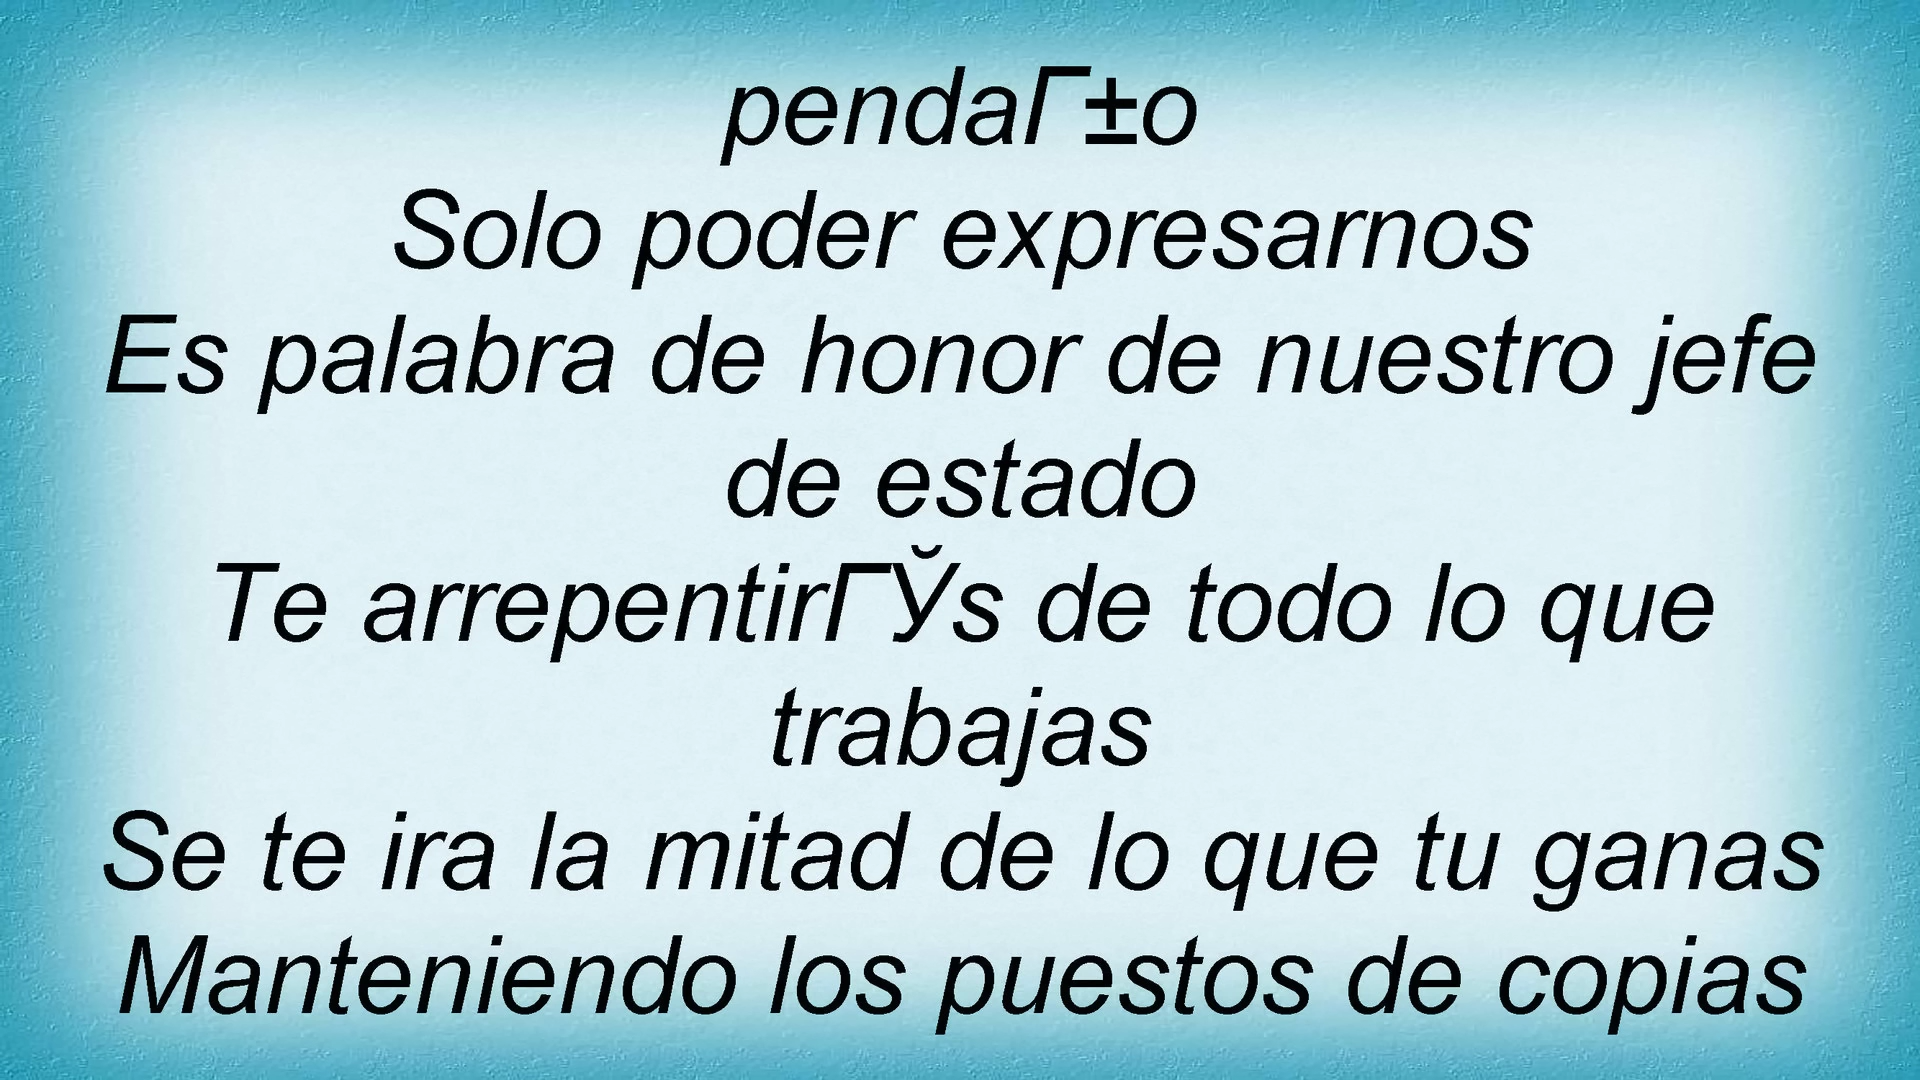 pendaГ±o
Solo poder expresarnos
Es palabra de honor de nuestro jefe
de estado
Te arrepentirГЎs de todo lo que
trabajas
Se te ira la mitad de lo que tu ganas
Manteniendo los puestos de copias